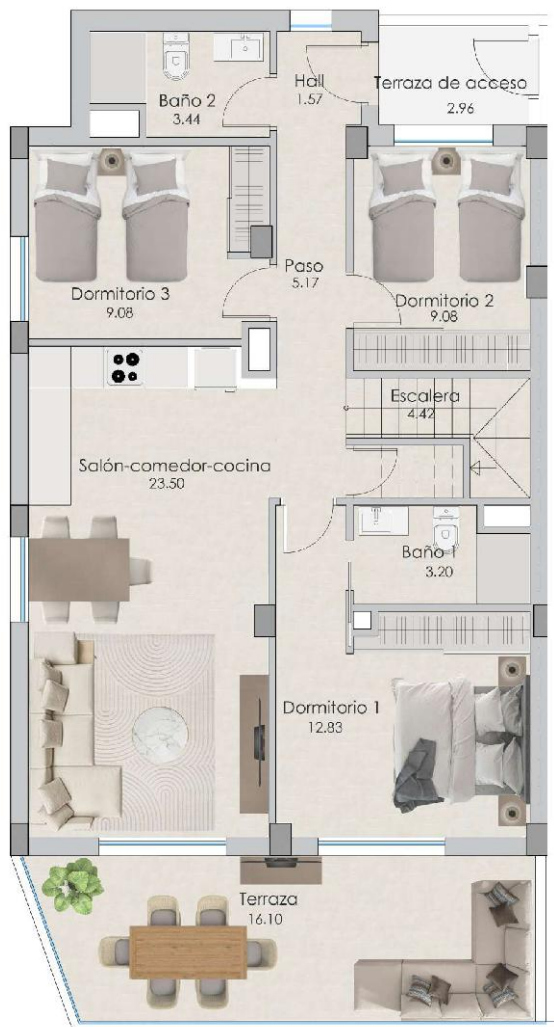 Baño 2
3.44
Hall
1.57
Terraza de acceso
2.96
Dormitorio 3
9.08
Paso
5.17
Dormitorio 2
9.08
Escalera
4.42
Salón-comedor-cocina
23.50
Baño 1
3.20
Dormitorio 1
12.83
Terraza
16.10